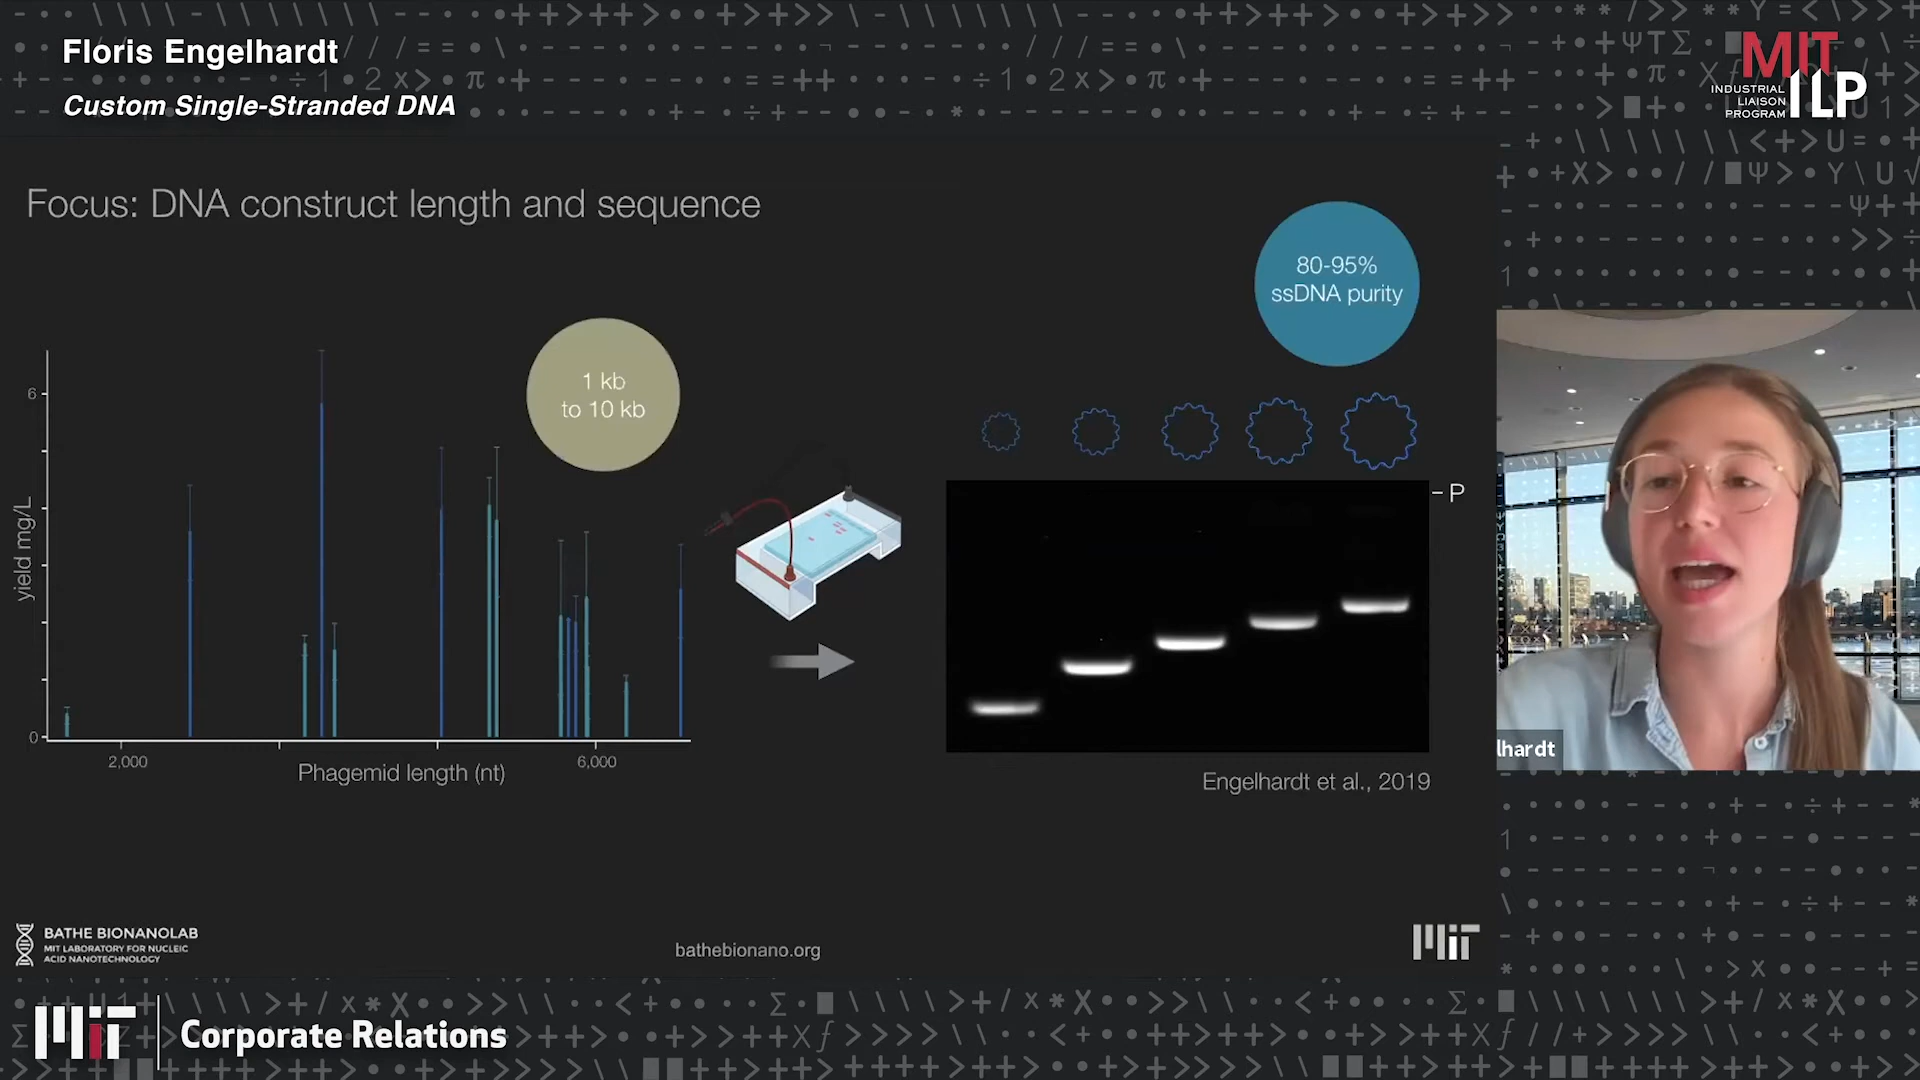 Floris Engelhardt
Custom Single-Stranded DNA
MIT
INDUSTRIAL
LIAISON
PROGRAM
ILP
Focus: DNA construct length and sequence
80-95%
ssDNA purity
1 kb
to 10 kb
6
yield mg/L
0
2,000
6,000
Phagemid length (nt)
– P
Engelhardt et al., 2019
lhardt
BATHE BIONANOLAB
MIT LABORATORY FOR NUCLEIC
ACID NANOTECHNOLOGY
bathebionano.org
MIT
MIT
Corporate Relations